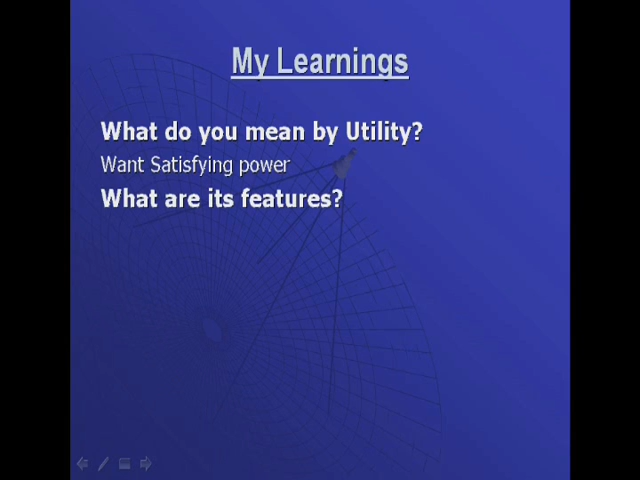 My Learnings
What do you mean by Utility?
Want Satisfying power
What are its features?